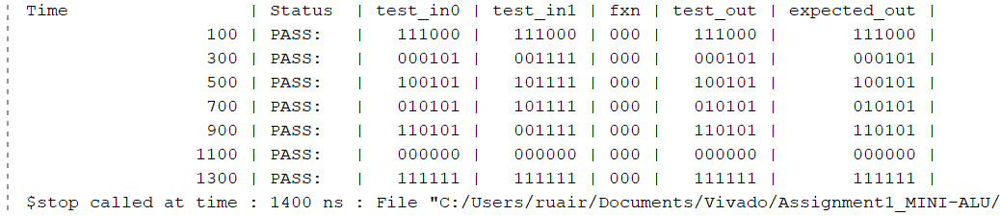 Time | Status | test_in0 | test_in1 | fxn | test_out | expected_out |
100 | PASS: | 111000 | 111000 | 000 | 111000 | 111000 |
300 | PASS: | 000101 | 001111 | 000 | 000101 | 000101 |
500 | PASS: | 100101 | 101111 | 000 | 100101 | 100101 |
700 | PASS: | 010101 | 101111 | 000 | 010101 | 010101 |
900 | PASS: | 110101 | 001111 | 000 | 110101 | 110101 |
1100 | PASS: | 000000 | 000000 | 000 | 000000 | 000000 |
1300 | PASS: | 111111 | 111111 | 000 | 111111 | 111111 |
$stop called at time : 1400 ns : File "C:/Users/ruair/Documents/Vivado/Assignment1_MINI-ALU/